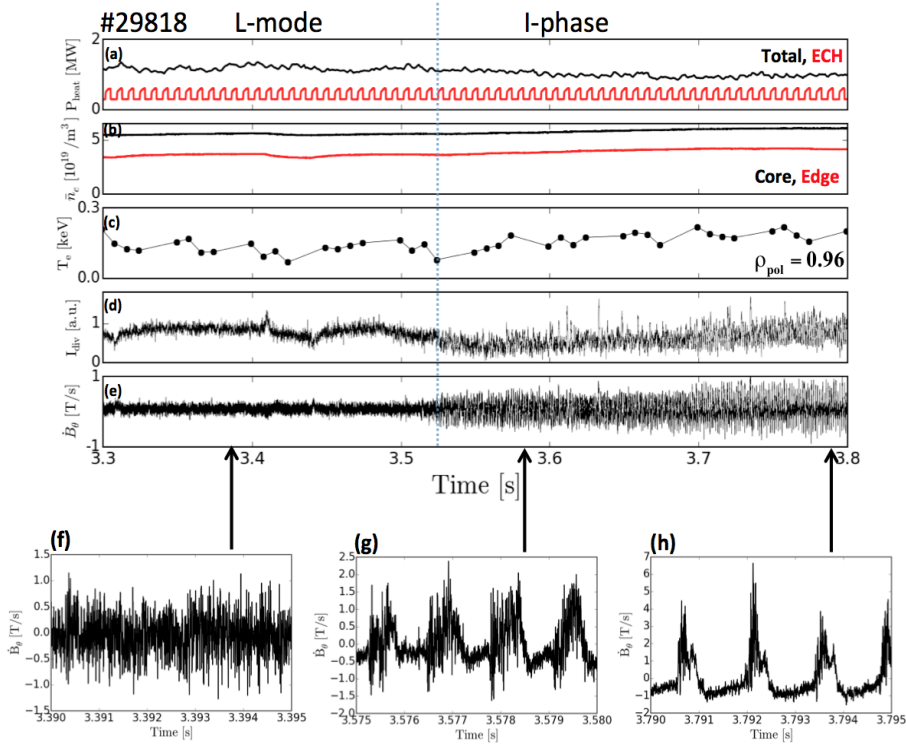 #29818 L-mode I-phase
2
(a)
Total, ECH
P_heat [MW]
0
(b)
5
n̄_e [10^19/m^3]
Core, Edge
0
0.3
(c)
T_e [keV]
ρ_pol = 0.96
0.0
(d)
1
I_div [a.u.]
0
1
(e)
Ḃ_θ [T/s]
-1
3.3 3.4 3.5 3.6 3.7 3.8
Time [s]
(f)
1.5
1.0
0.5
0.0
−0.5
−1.0
−1.5
Ḃ_θ [T/s]
3.390 3.391 3.392 3.393 3.394 3.395
Time [s]
(g)
2.5
2.0
1.5
1.0
0.5
0.0
−0.5
−1.0
−1.5
−2.0
Ḃ_θ [T/s]
3.575 3.576 3.577 3.578 3.579 3.580
Time [s]
(h)
7
6
5
4
3
2
1
0
−1
−2
Ḃ_θ [T/s]
3.790 3.791 3.792 3.793 3.794 3.795
Time [s]